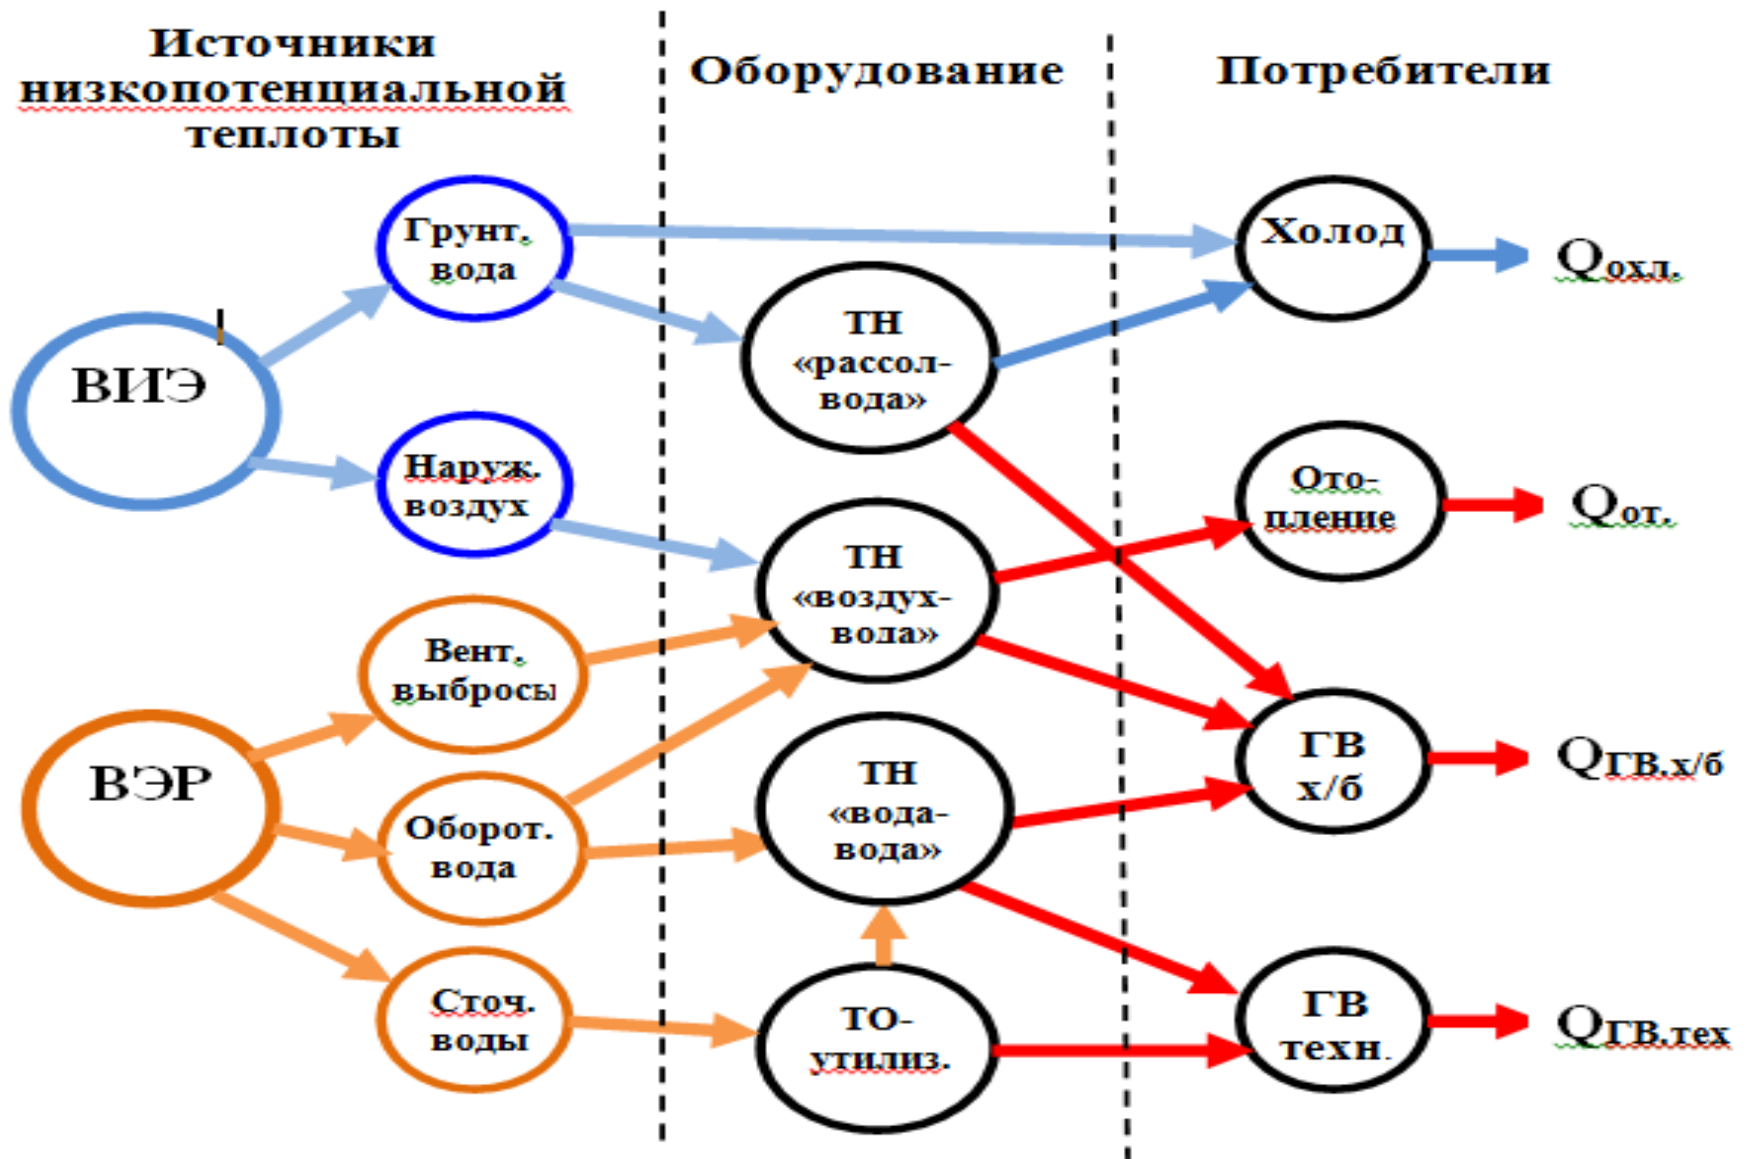 Источники
низкопотенциальной
теплоты
Оборудование
Потребители
ВИЭ
Грунт.
вода
Наруж.
воздух
ВЭР
Вент.
выбросы
Оборот.
вода
Сточ.
воды
ТН
«рассол-
вода»
ТН
«воздух-
вода»
ТН
«вода-
вода»
ТО-
утилиз.
Холод
Qохл.
Ото-
пление
Qот.
ГВ
х/б
QГВ.х/б
ГВ
техн.
QГВ.тех